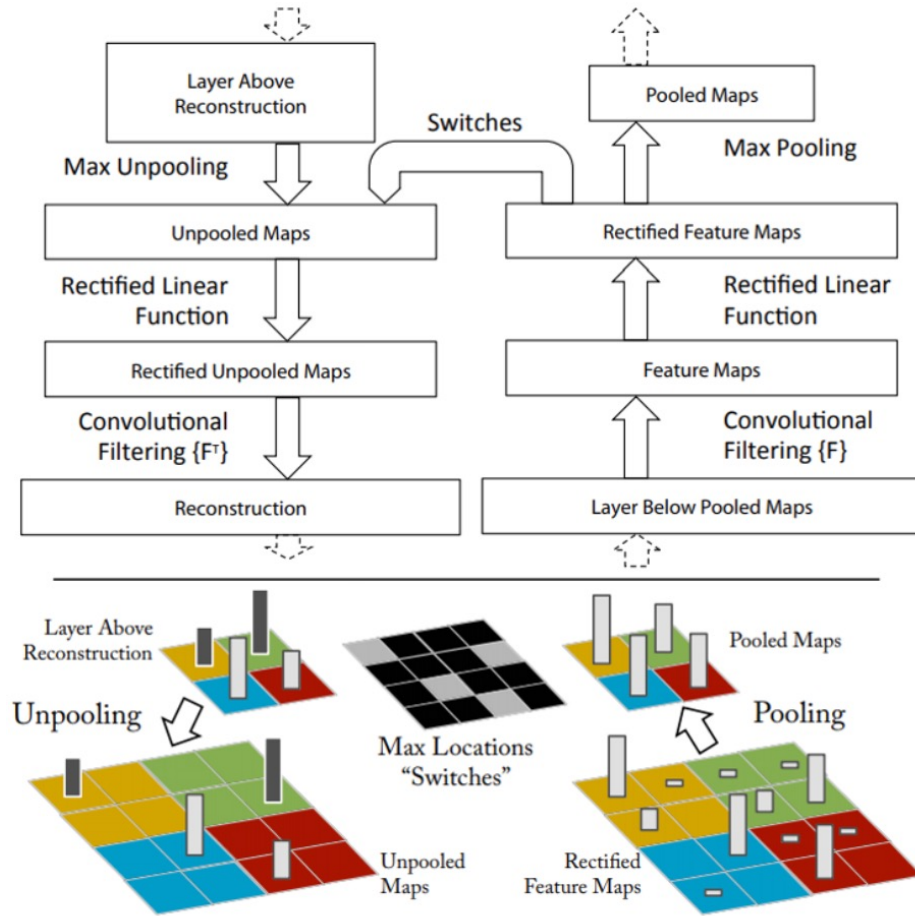 Layer Above
Reconstruction
Pooled Maps
Switches
Max Unpooling
Max Pooling
Unpooled Maps
Rectified Feature Maps
Rectified Linear
Function
Rectified Linear
Function
Rectified Unpooled Maps
Feature Maps
Convolutional
Filtering {Fᵀ}
Convolutional
Filtering {F}
Reconstruction
Layer Below Pooled Maps
Layer Above
Reconstruction
Pooled Maps
Unpooling
Pooling
Max Locations
“Switches”
Unpooled
Maps
Rectified
Feature Maps